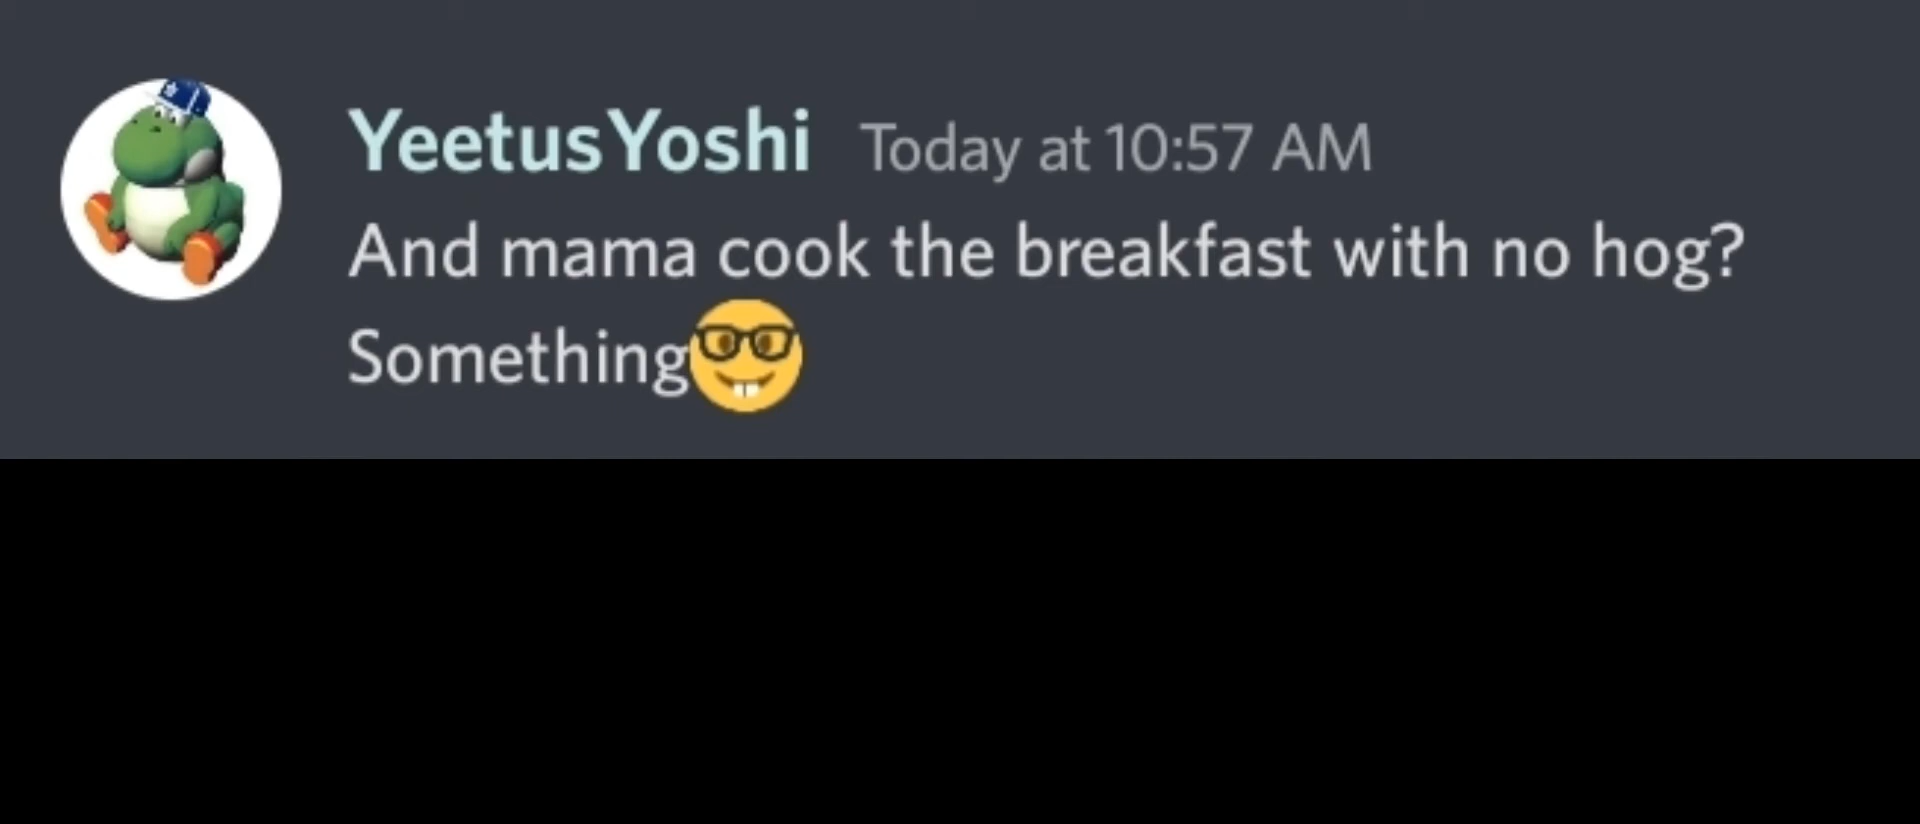 YeetusYoshi Today at 10:57 AM
And mama cook the breakfast with no hog?
Something🤓